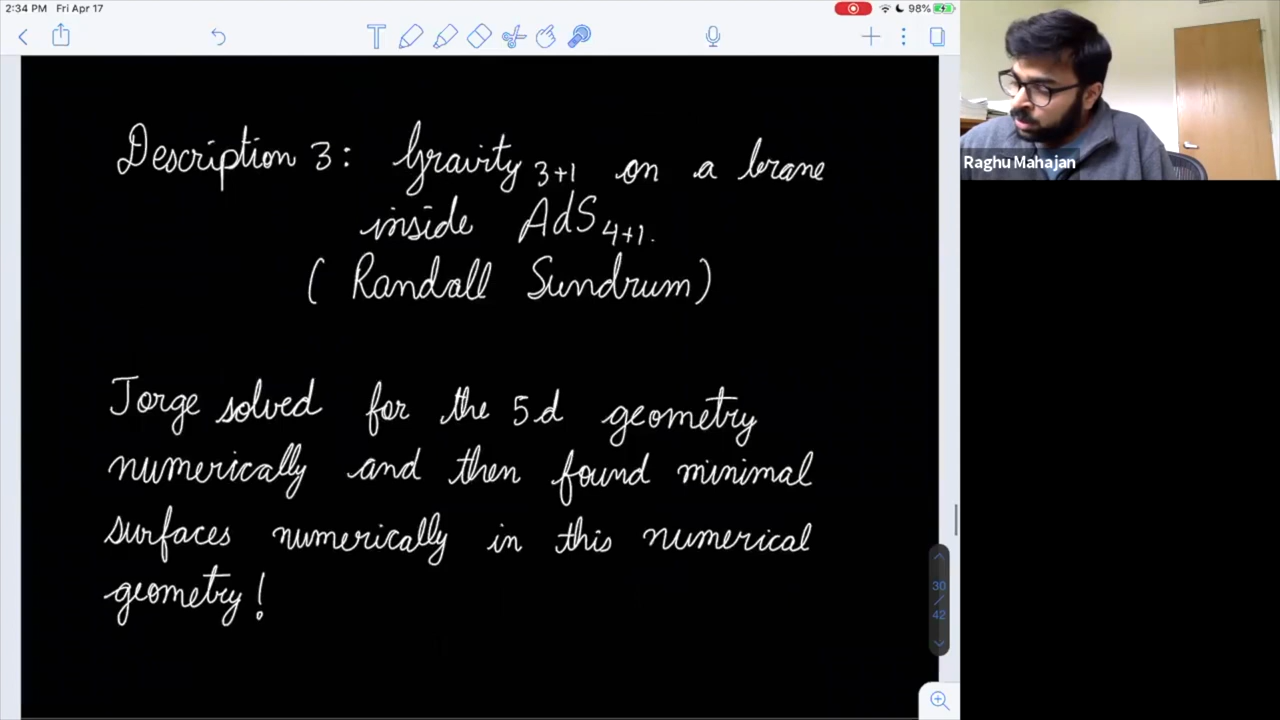 2:34 PM Fri Apr 17
98%
Description 3: Gravity 3+1 on a brane
inside AdS 4+1.
(Randall Sundrum)
Jorge solved for the 5d geometry
numerically and then found minimal
surfaces numerically in this numerical
geometry!
30
/
42
Raghu Mahajan